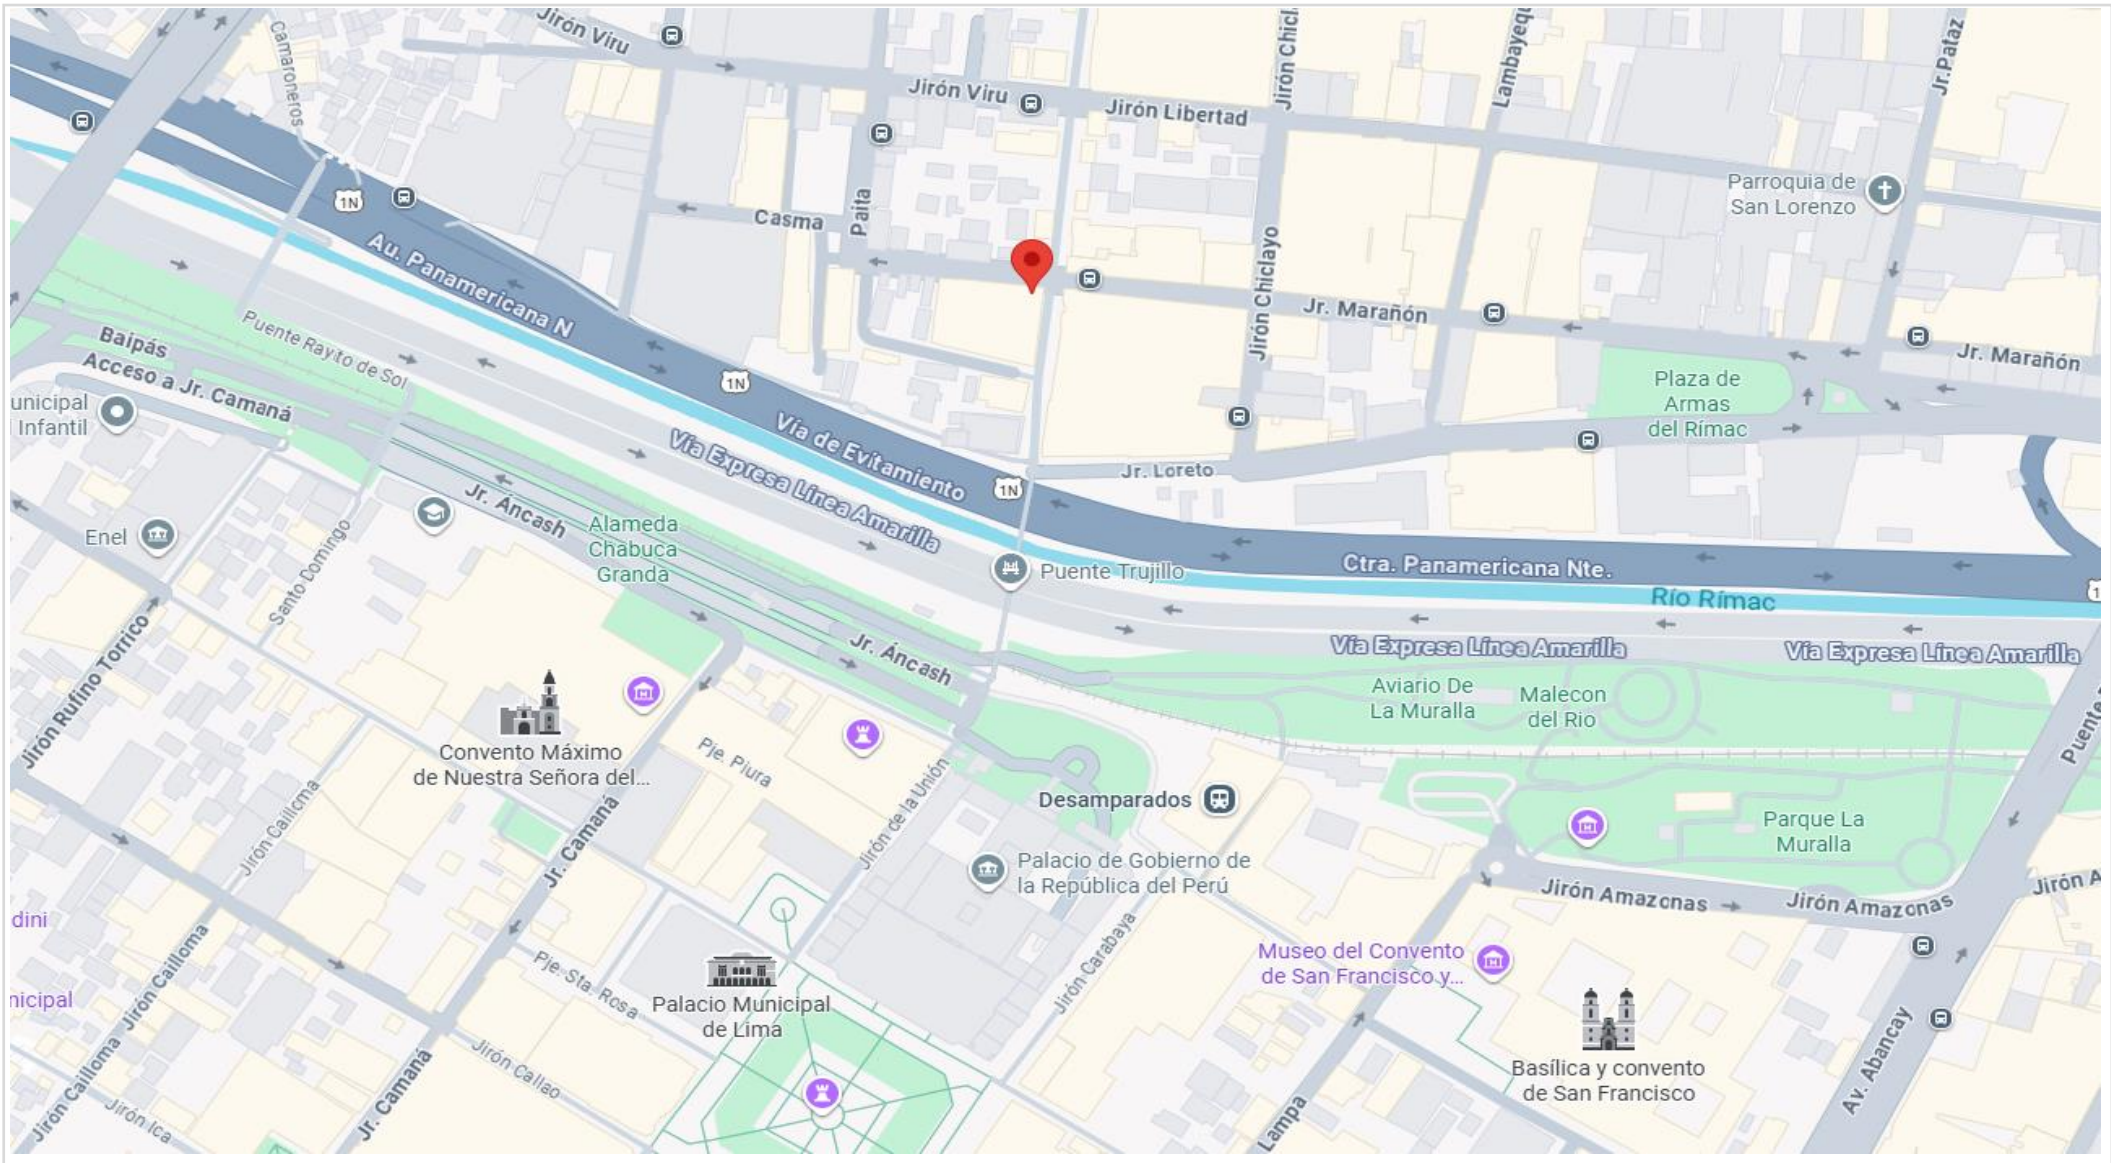 Jirón Viru
Camaroneros
Jirón Viru
Jirón Libertad
Jirón Chicl
Lambayequ
Jr. Pataz
Parroquia de
San Lorenzo
1N
Casma
Paita
Au. Panamericana N
Jirón Chiclayo
Jr. Marañón
Jr. Marañón
Puente Rayito de Sol
Baipás
Acceso a Jr. Camaná
unicipal
Infantil
1N
Plaza de
Armas
del Rímac
Vía de Evitamiento
Vía Expresa Línea Amarilla
Jr. Loreto
1N
Jr. Áncash
Alameda
Chabuca
Granda
Enel
Santo Domingo
Puente Trujillo
Ctra. Panamericana Nte.
Río Rímac
1
Jirón Rufino Torrico
Jr. Áncash
Vía Expresa Línea Amarilla
Vía Expresa Línea Amarilla
Aviario De
La Muralla
Malecon
del Rio
Puente
Convento Máximo
de Nuestra Señora del...
Pje. Piura
Jirón de la Unión
Desamparados
Jirón Cailloma
Jr. Camaná
Parque La
Muralla
Palacio de Gobierno de
la República del Perú
Jirón Amazonas
Jirón Amazonas
Jirón A
dini
Jirón Cailloma
Pje. Sta. Rosa
Jirón Carabaya
Museo del Convento
de San Francisco y...
nicipal
Palacio Municipal
de Lima
Jirón Cailloma
Jr. Camaná
Jirón Callao
Jirón Ica
Lampa
Basílica y convento
de San Francisco
Av. Abancay